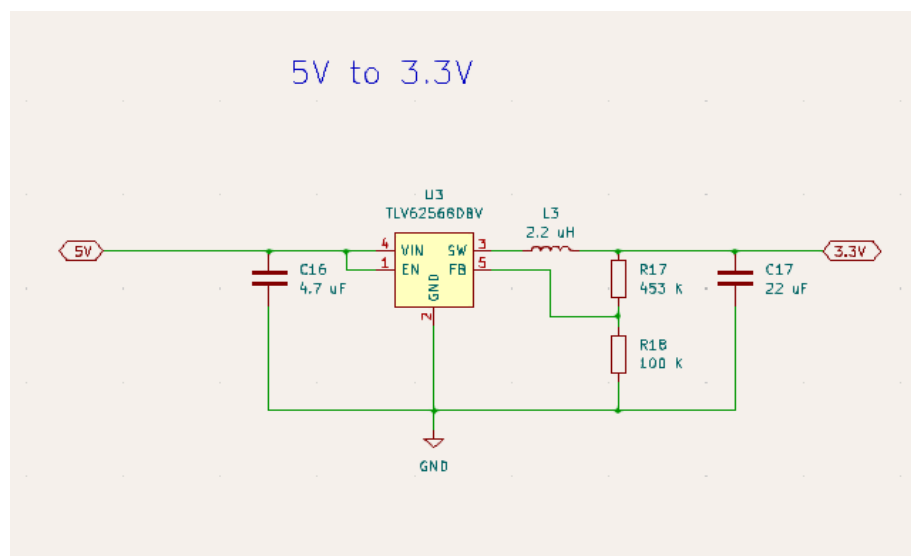 5V to 3.3V
U3
TLV62568DBV
L3
2.2 uH
5V
4
VIN
SW
3
3.3V
1
EN
FB
5
GND
2
C16
4.7 uF
R17
453 K
C17
22 uF
R18
100 K
GND